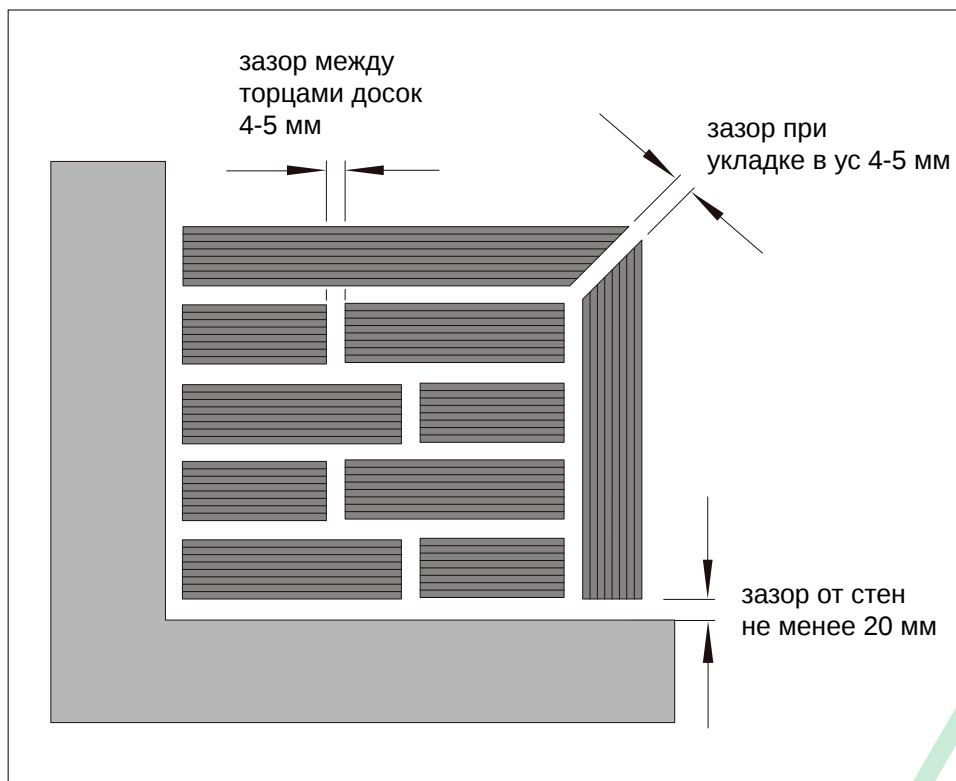 зазор между
торцами досок
4-5 мм
зазор при
укладке в ус 4-5 мм
зазор от стен
не менее 20 мм